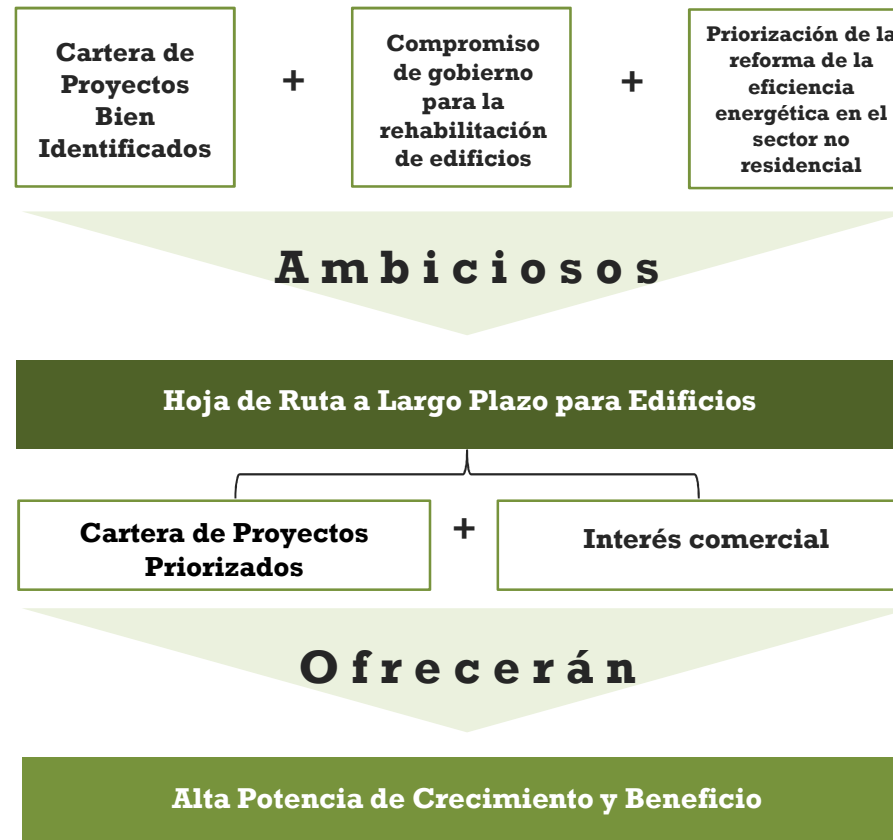 Cartera de
Proyectos
Bien
Identificados
+
Compromiso
de gobierno
para la
rehabilitación
de edificios
+
Priorización de la
reforma de la
eficiencia
energética en el
sector no
residencial
Ambiciosos
Hoja de Ruta a Largo Plazo para Edificios
Cartera de Proyectos
Priorizados
+
Interés comercial
Ofrecerán
Alta Potencia de Crecimiento y Beneficio